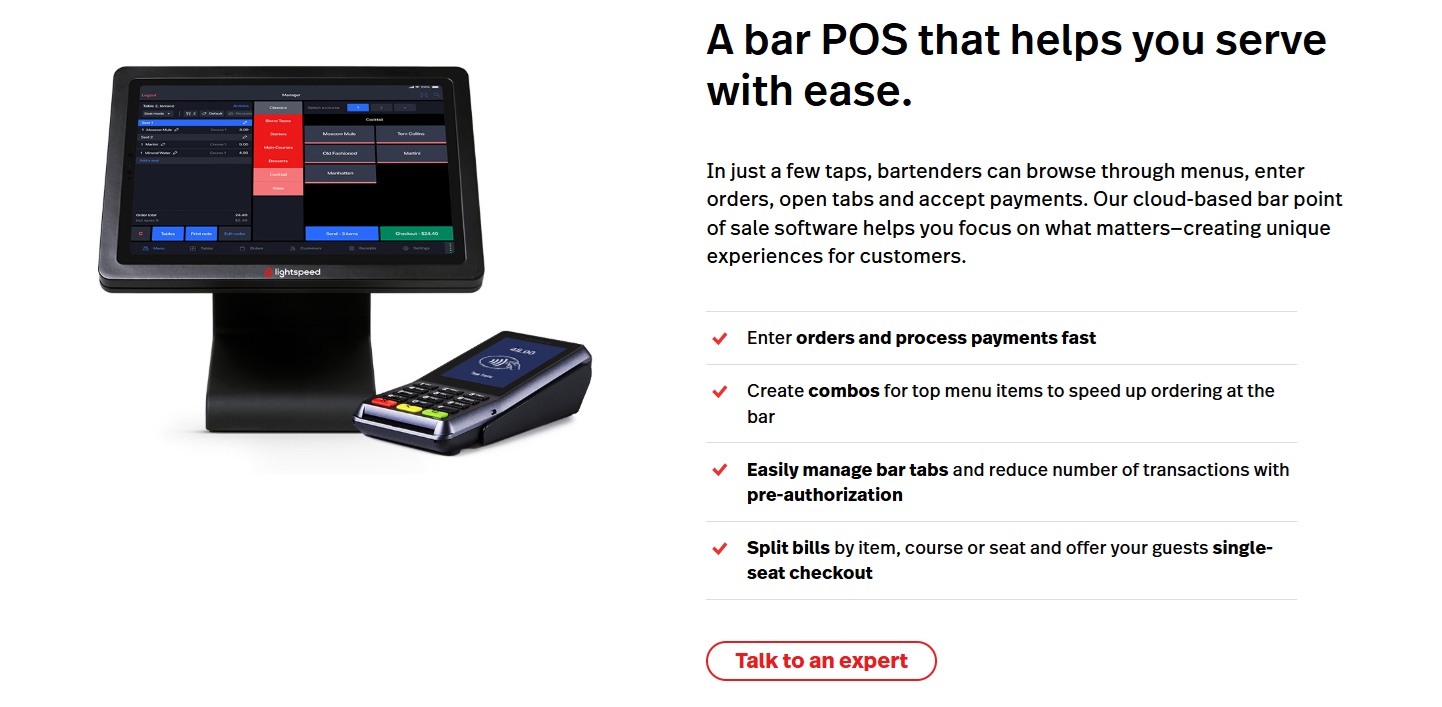 A bar POS that helps you serve
with ease.
In just a few taps, bartenders can browse through menus, enter
orders, open tabs and accept payments. Our cloud-based bar point
of sale software helps you focus on what matters—creating unique
experiences for customers.
Enter orders and process payments fast
Create combos for top menu items to speed up ordering at the
bar
Easily manage bar tabs and reduce number of transactions with
pre-authorization
Split bills by item, course or seat and offer your guests single-
seat checkout
Talk to an expert
Logout
Manager
Table 2, terrace
Actions
Seat mode
Default
Seat 1
1 Moscow Mule
Course 1
Seat 2
1 Martini
Course 1
5.00
1 Mineral Water
Course 1
4.00
Add a seat
Order total
24.40
Tables
Print note
Edit order
Classics
Bistro Tapas
Starters
Main Courses
Desserts
Cocktail
Wines
Select a course
1
2
Cocktail
Moscow Mule
Tom Collins
Old Fashioned
Martini
Manhattan
Send - 3 items
Checkout - $24.40
Menu
Tables
Orders
Customers
Receipts
Settings
lightspeed